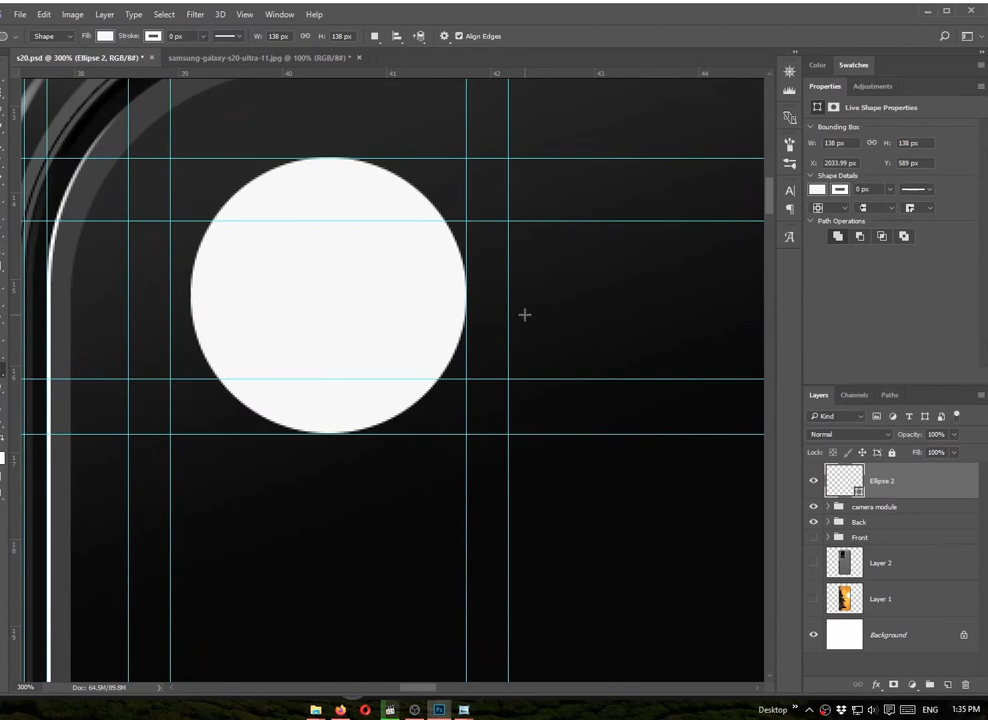 File Edit Image Layer Type Select Filter 3D View Window Help
Shape Fill: Stroke: 0 px W: 138 px H: 138 px Align Edges
s20.psd @ 300% (Ellipse 2, RGB/8#) * × samsung-galaxy-s20-ultra-11.jpg @ 100% (RGB/8#) * ×
38 39 40 41 42 43 44
Color Swatches
Properties Adjustments
Live Shape Properties
Bounding Box
W: 138 px H: 138 px
X: 2033.99 px Y: 589 px
Shape Details
0 px
Path Operations
Layers Channels Paths
Kind
Normal Opacity: 100%
Lock: Fill: 100%
Ellipse 2
camera module
Back
Front
Layer 2
Layer 1
Background
300% Doc: 64.5M/89.8M
Desktop ENG 1:35 PM